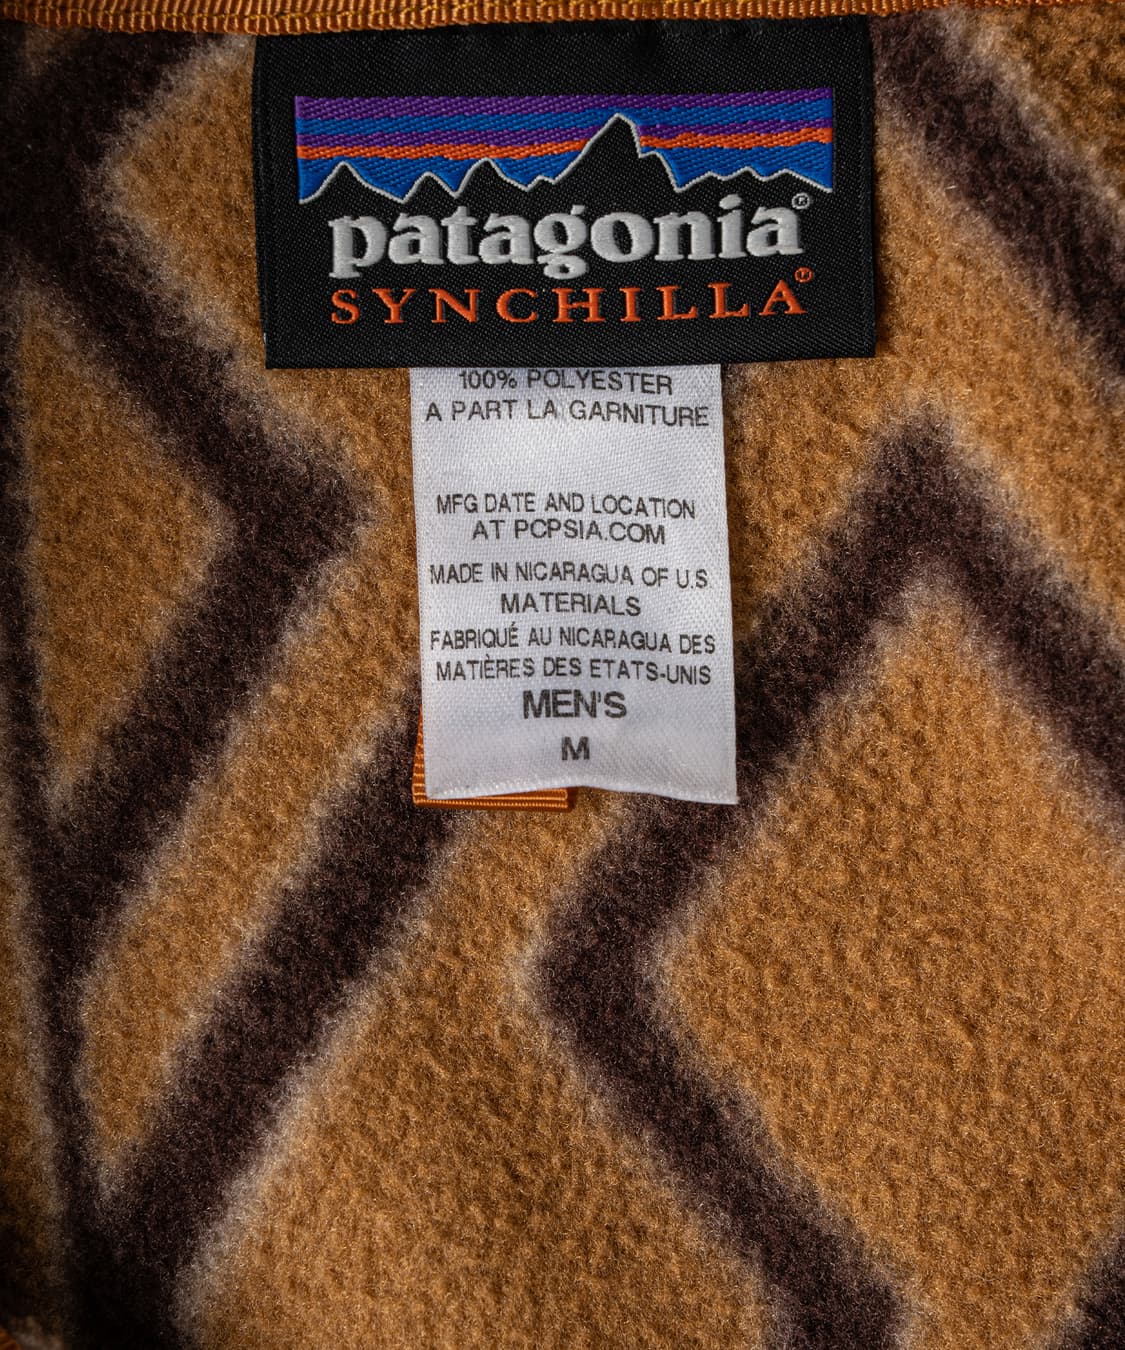 patagonia®
SYNCHILLA®
100% POLYESTER
A PART LA GARNITURE
MFG DATE AND LOCATION
AT PCPSIA.COM
MADE IN NICARAGUA OF U.S
MATERIALS
FABRIQUÉ AU NICARAGUA DES
MATIÈRES DES ETATS-UNIS
MEN'S
M